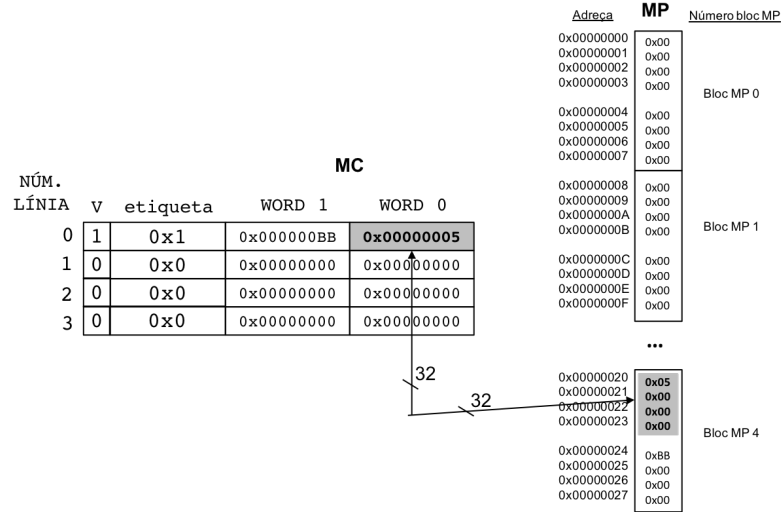 MC
NÚM.
LÍNIA V etiqueta WORD 1 WORD 0
0 1 0x1 0x000000BB 0x00000005
1 0 0x0 0x00000000 0x00000000
2 0 0x0 0x00000000 0x00000000
3 0 0x0 0x00000000 0x00000000
32
32
Adreça MP Número bloc MP
0x00000000 0x00
0x00000001 0x00
0x00000002 0x00
0x00000003 0x00
Bloc MP 0
0x00000004 0x00
0x00000005 0x00
0x00000006 0x00
0x00000007 0x00
0x00000008 0x00
0x00000009 0x00
0x0000000A 0x00
0x0000000B 0x00
Bloc MP 1
0x0000000C 0x00
0x0000000D 0x00
0x0000000E 0x00
0x0000000F 0x00
...
0x00000020 0x05
0x00000021 0x00
0x00000022 0x00
0x00000023 0x00
Bloc MP 4
0x00000024 0xBB
0x00000025 0x00
0x00000026 0x00
0x00000027 0x00